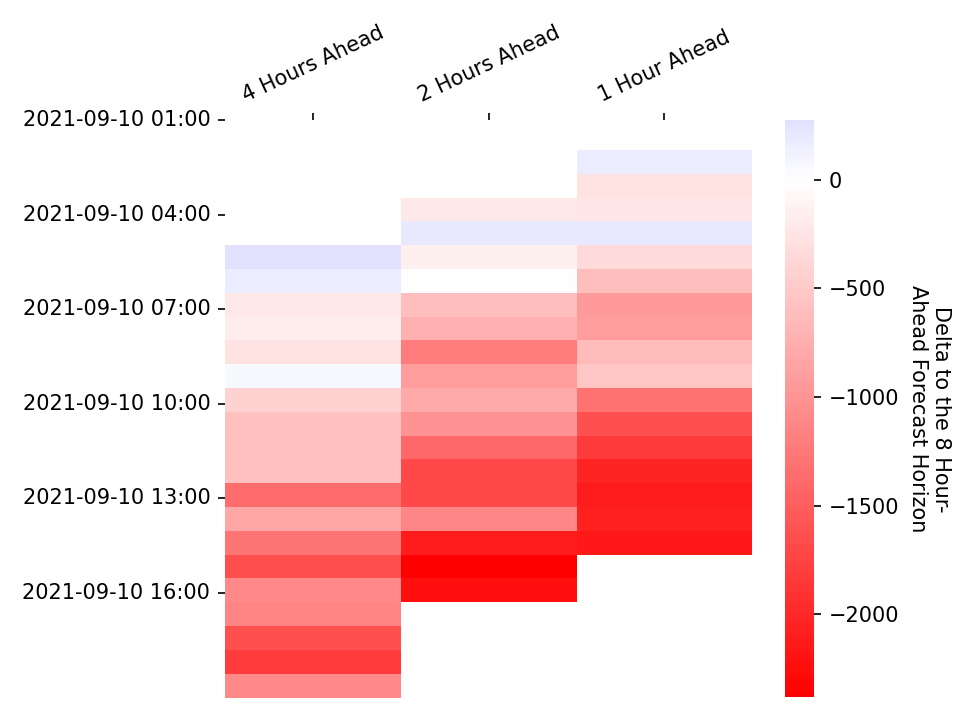 4 Hours Ahead
2 Hours Ahead
1 Hour Ahead
2021-09-10 01:00
2021-09-10 04:00
2021-09-10 07:00
2021-09-10 10:00
2021-09-10 13:00
2021-09-10 16:00
0
−500
−1000
−1500
−2000
Delta to the 8 Hour-
Ahead Forecast Horizon